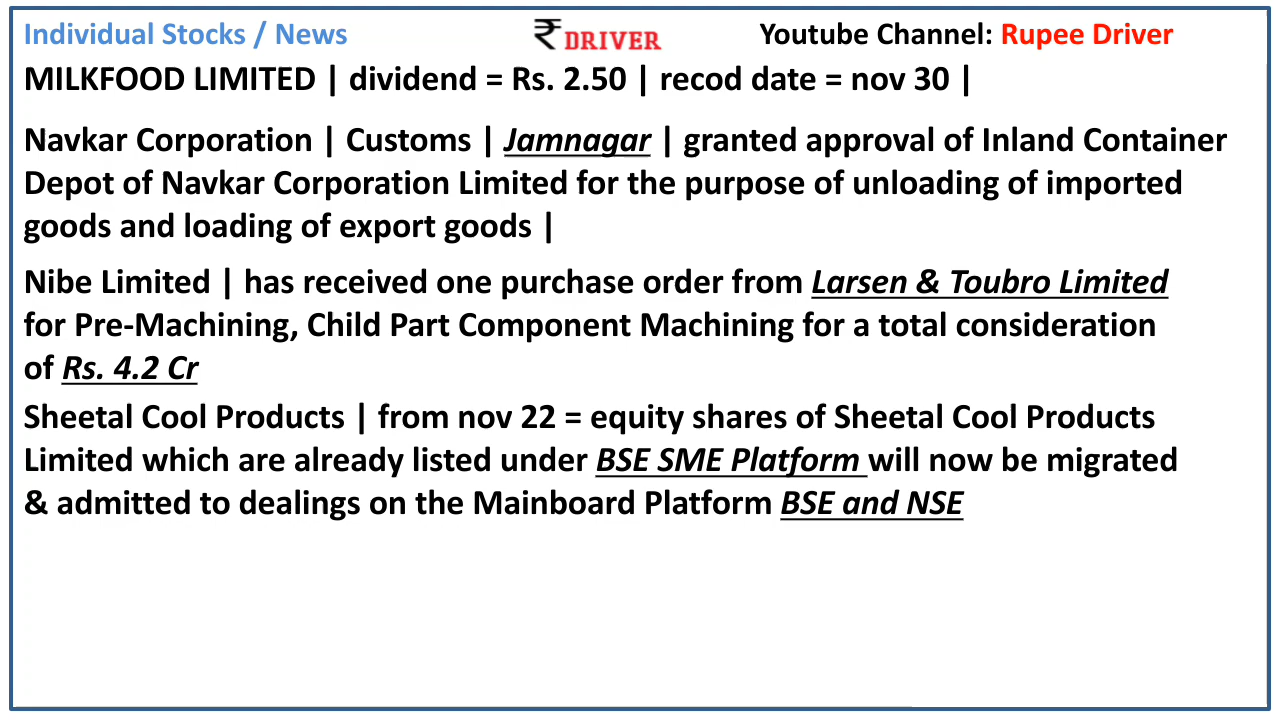 Individual Stocks / News ₹ DRIVER Youtube Channel: Rupee Driver
MILKFOOD LIMITED | dividend = Rs. 2.50 | recod date = nov 30 |
Navkar Corporation | Customs | Jamnagar | granted approval of Inland Container
Depot of Navkar Corporation Limited for the purpose of unloading of imported
goods and loading of export goods |
Nibe Limited | has received one purchase order from Larsen & Toubro Limited
for Pre-Machining, Child Part Component Machining for a total consideration
of Rs. 4.2 Cr
Sheetal Cool Products | from nov 22 = equity shares of Sheetal Cool Products
Limited which are already listed under BSE SME Platform will now be migrated
& admitted to dealings on the Mainboard Platform BSE and NSE